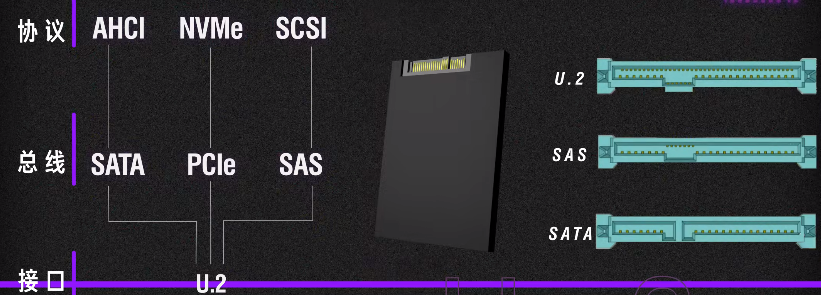 协议 AHCI NVMe SCSI
总线 SATA PCIe SAS
接口 U.2
U.2
SAS
SATA